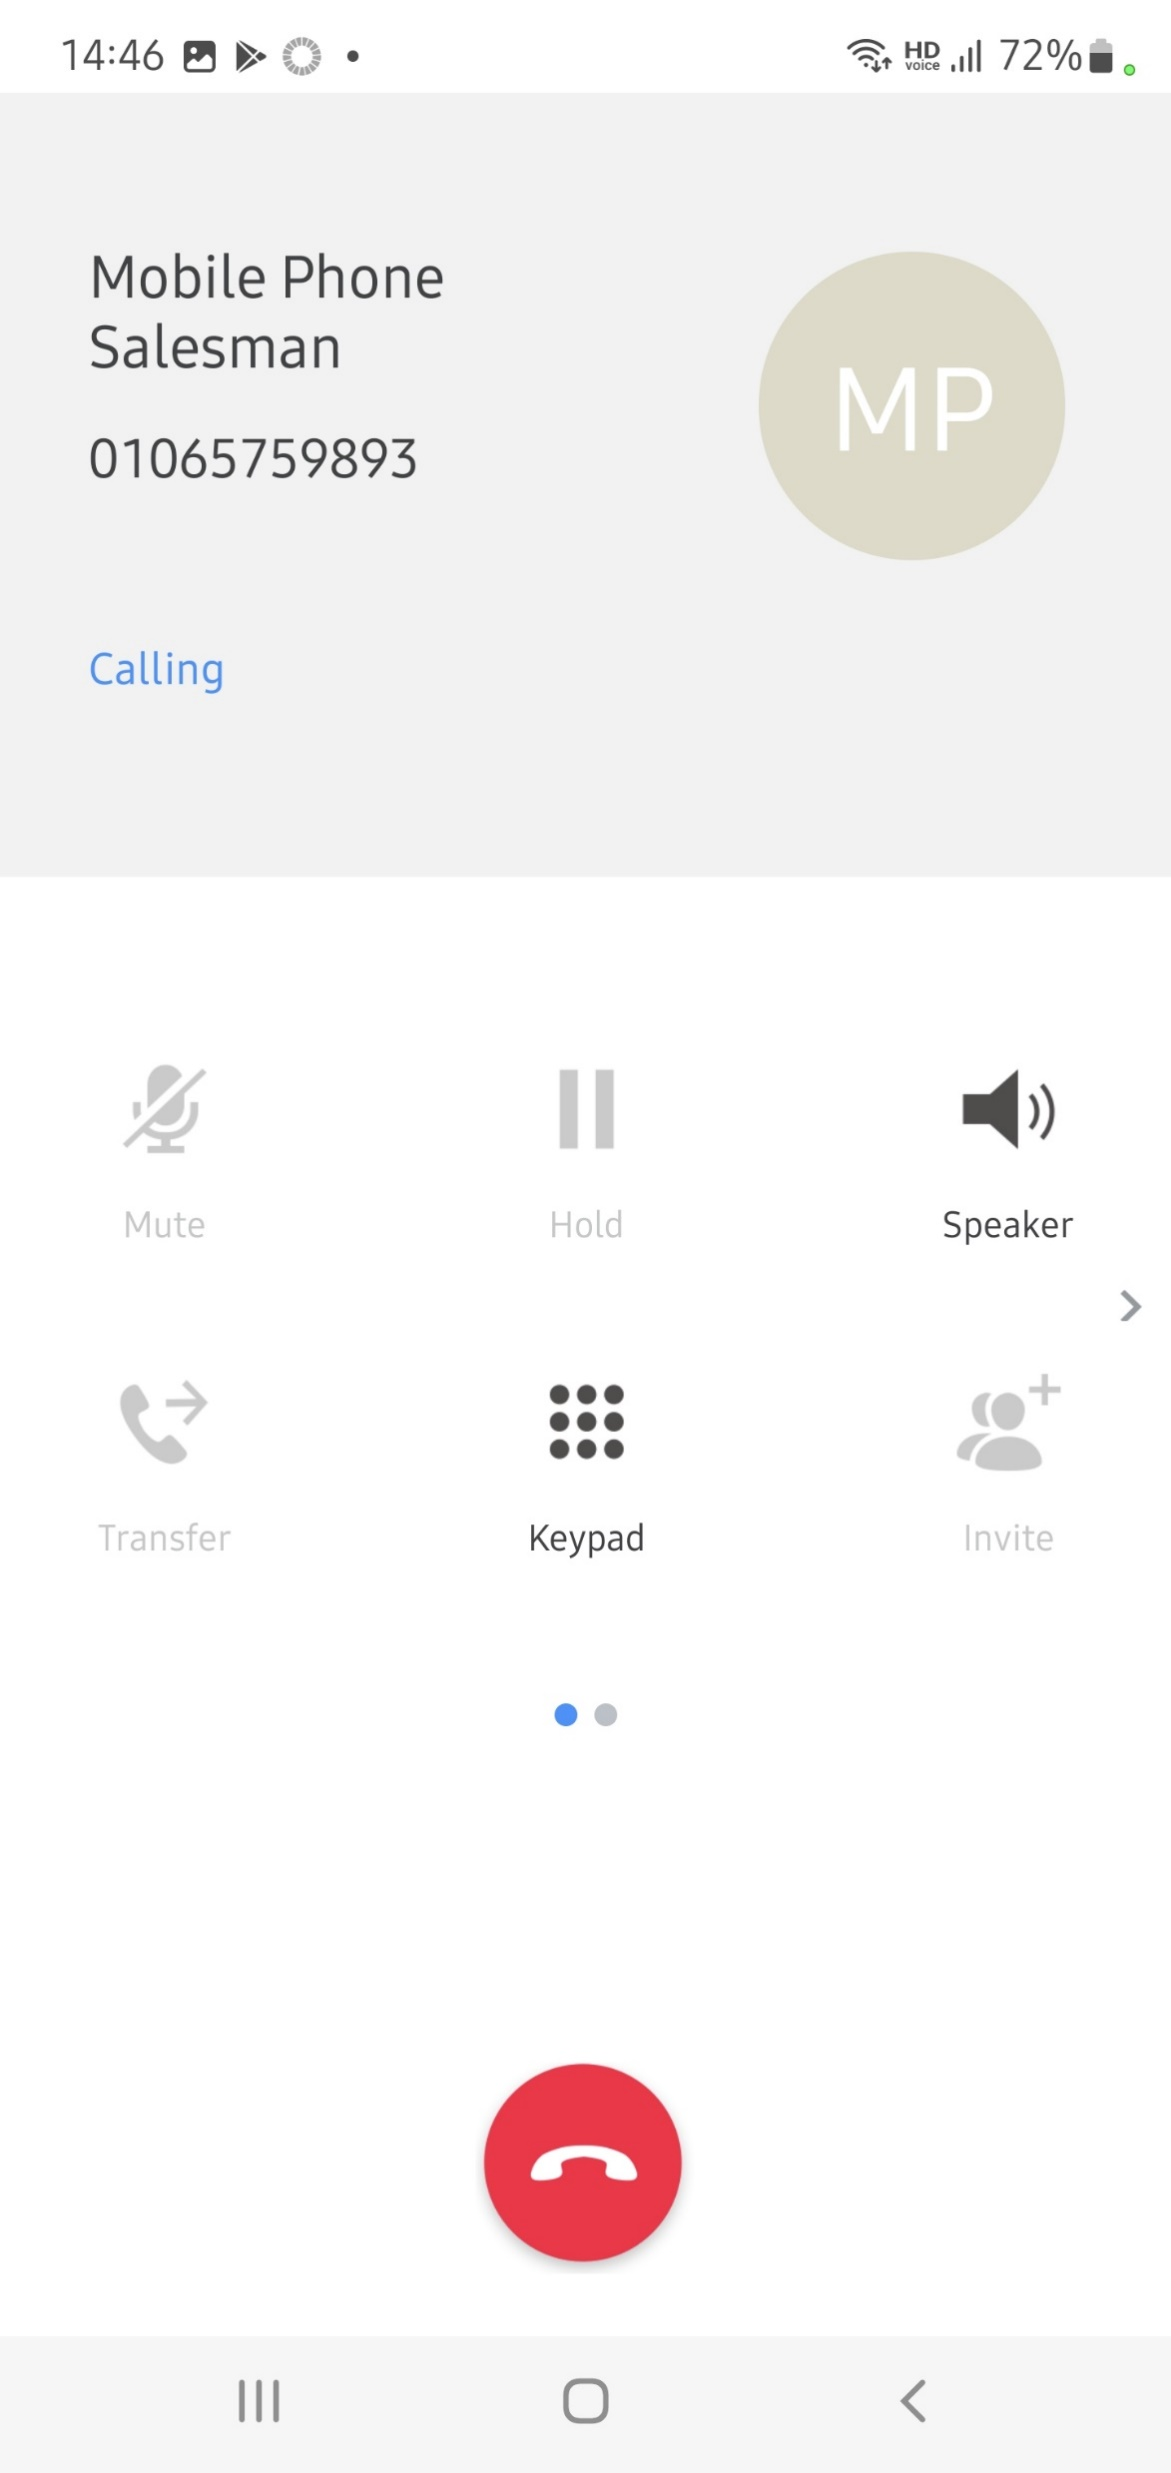 14:46 HD voice 72%
Mobile Phone
Salesman
01065759893
MP
Calling
Mute Hold Speaker
Transfer Keypad Invite